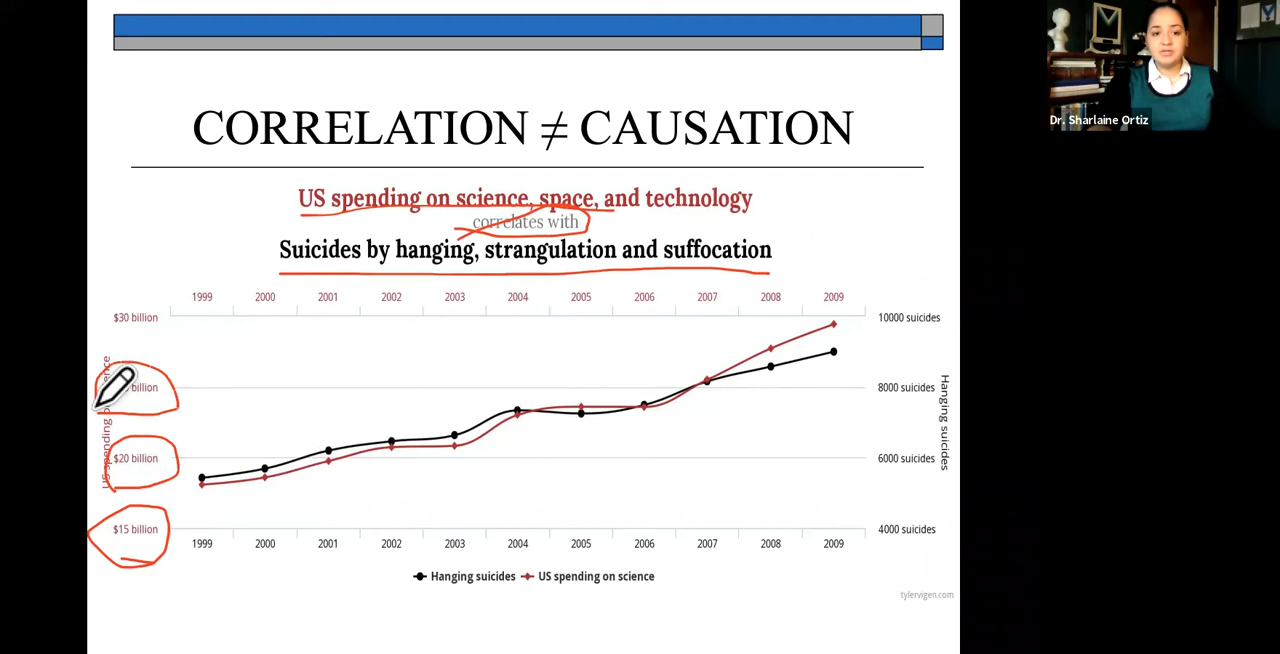 CORRELATION ≠ CAUSATION
Dr. Sharlaine Ortiz
US spending on science, space, and technology
correlates with
Suicides by hanging, strangulation and suffocation
1999 2000 2001 2002 2003 2004 2005 2006 2007 2008 2009
$30 billion
10000 suicides
billion
8000 suicides
$20 billion
6000 suicides
$15 billion
4000 suicides
US spending
Hanging suicides
1999 2000 2001 2002 2003 2004 2005 2006 2007 2008 2009
Hanging suicides US spending on science
tylervigen.com